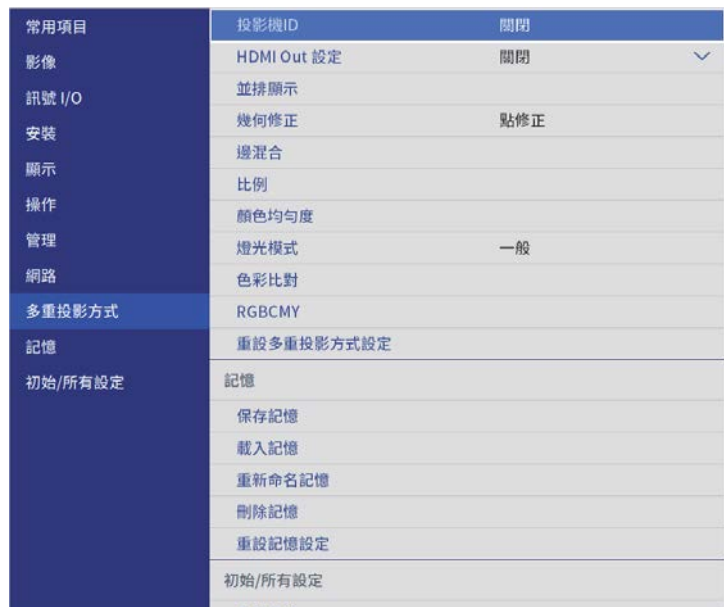 常用項目
影像
訊號 I/O
安裝
顯示
操作
管理
網路
多重投影方式
記憶
初始/所有設定
投影機ID 關閉
HDMI Out 設定 關閉
並排顯示
幾何修正 點修正
邊混合
比例
顏色均勻度
燈光模式 一般
色彩比對
RGBCMY
重設多重投影方式設定
記憶
保存記憶
載入記憶
重新命名記憶
刪除記憶
重設記憶設定
初始/所有設定